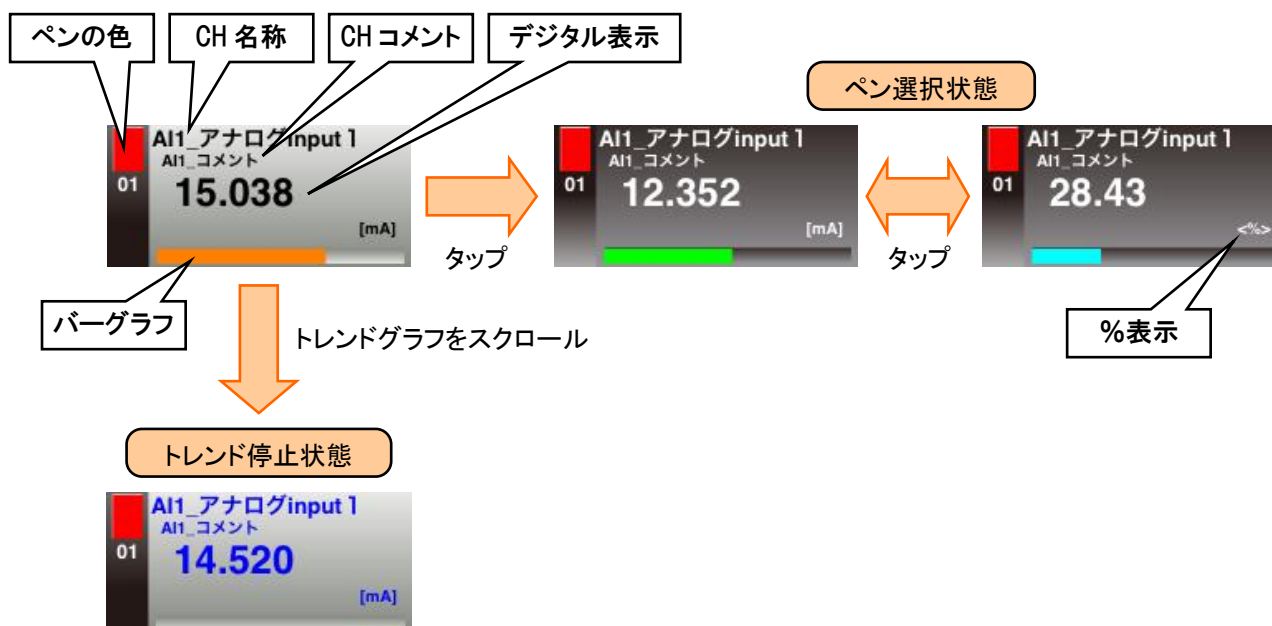 ペンの色
CH 名称
CH コメント
デジタル表示
ペン選択状態
AI1_アナログinput 1
AI1_コメント
01
15.038
[mA]
タップ
AI1_アナログinput 1
AI1_コメント
01
12.352
[mA]
タップ
AI1_アナログinput 1
AI1_コメント
01
28.43
<%>
バーグラフ
トレンドグラフをスクロール
%表示
トレンド停止状態
AI1_アナログinput 1
AI1_コメント
01
14.520
[mA]